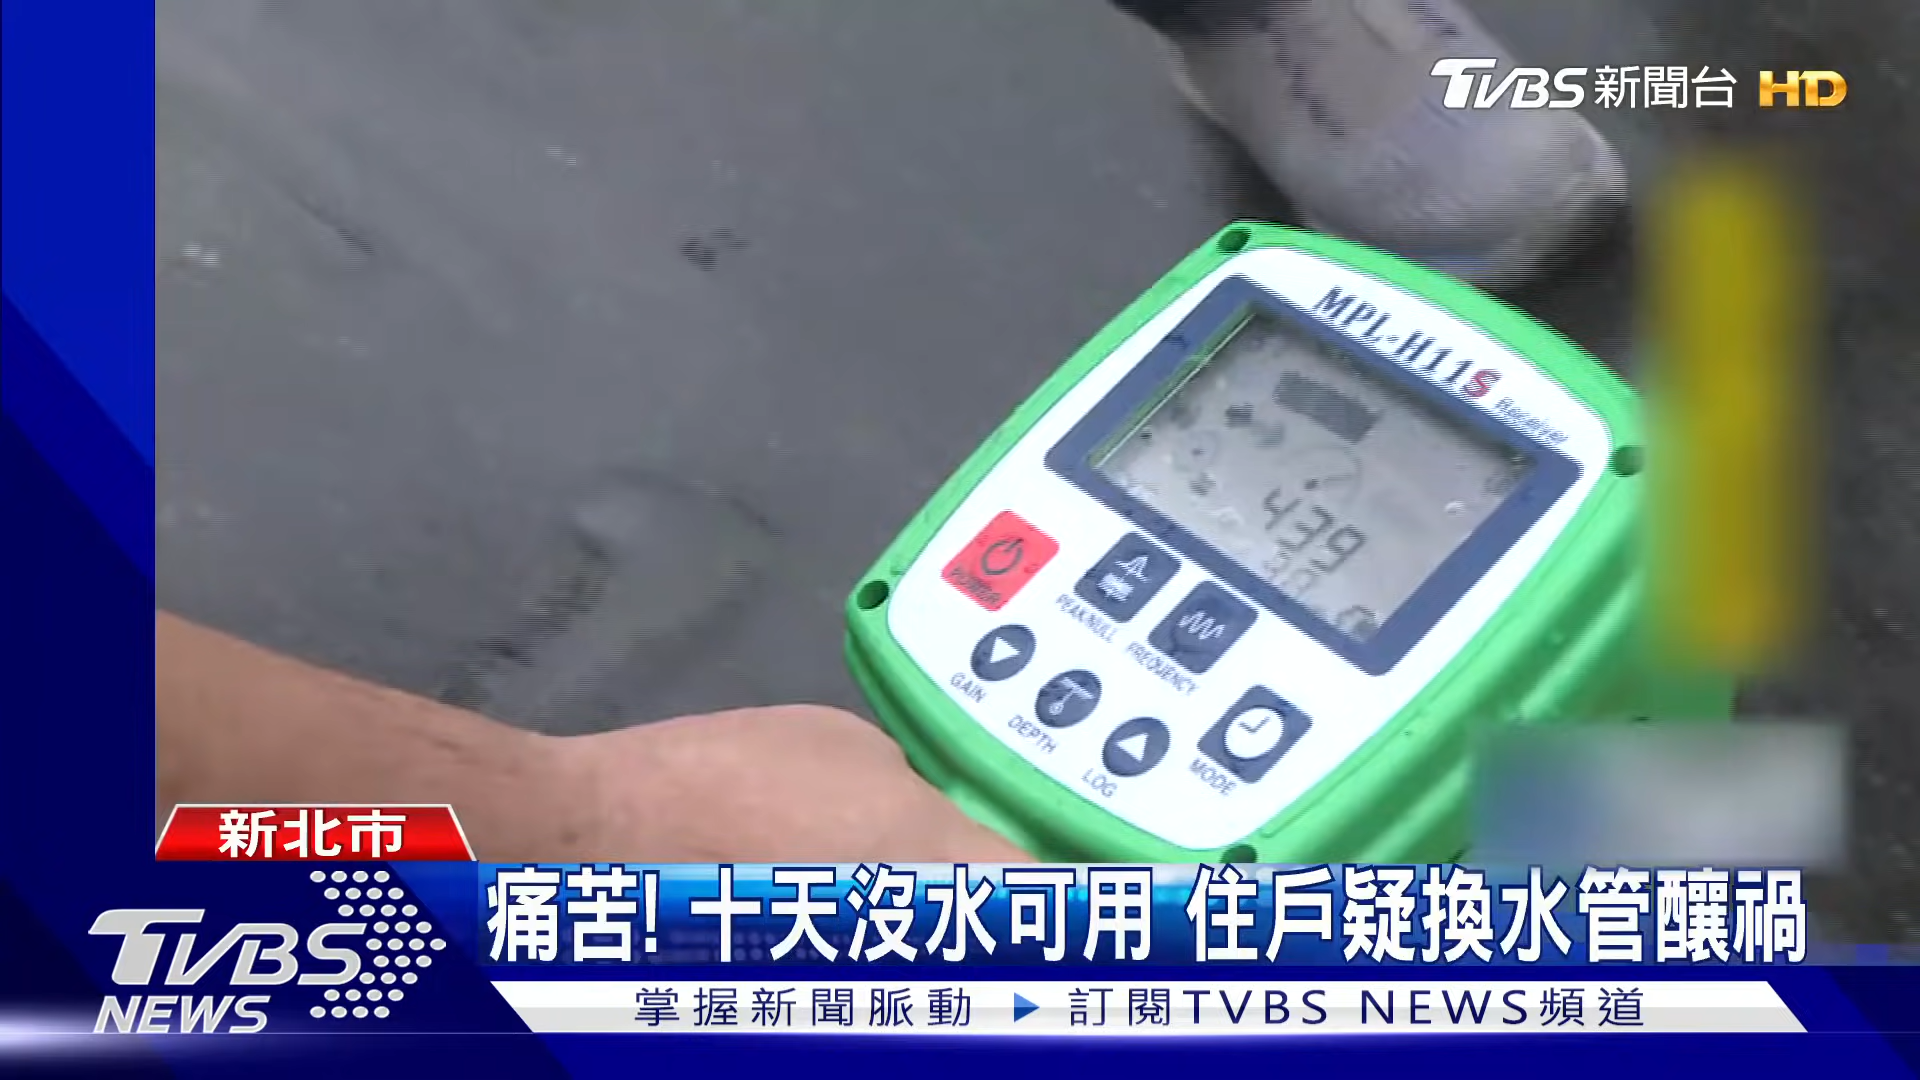 TVBS新聞台 HD
MPL-H11S Receiver
439
POWER
PEAK/NULL
FREQUENCY
GAIN
DEPTH
LOG
MODE
新北市
痛苦! 十天沒水可用 住戶疑換水管釀禍
TVBS NEWS
掌握新聞脈動 ▶ 訂閱TVBS NEWS頻道